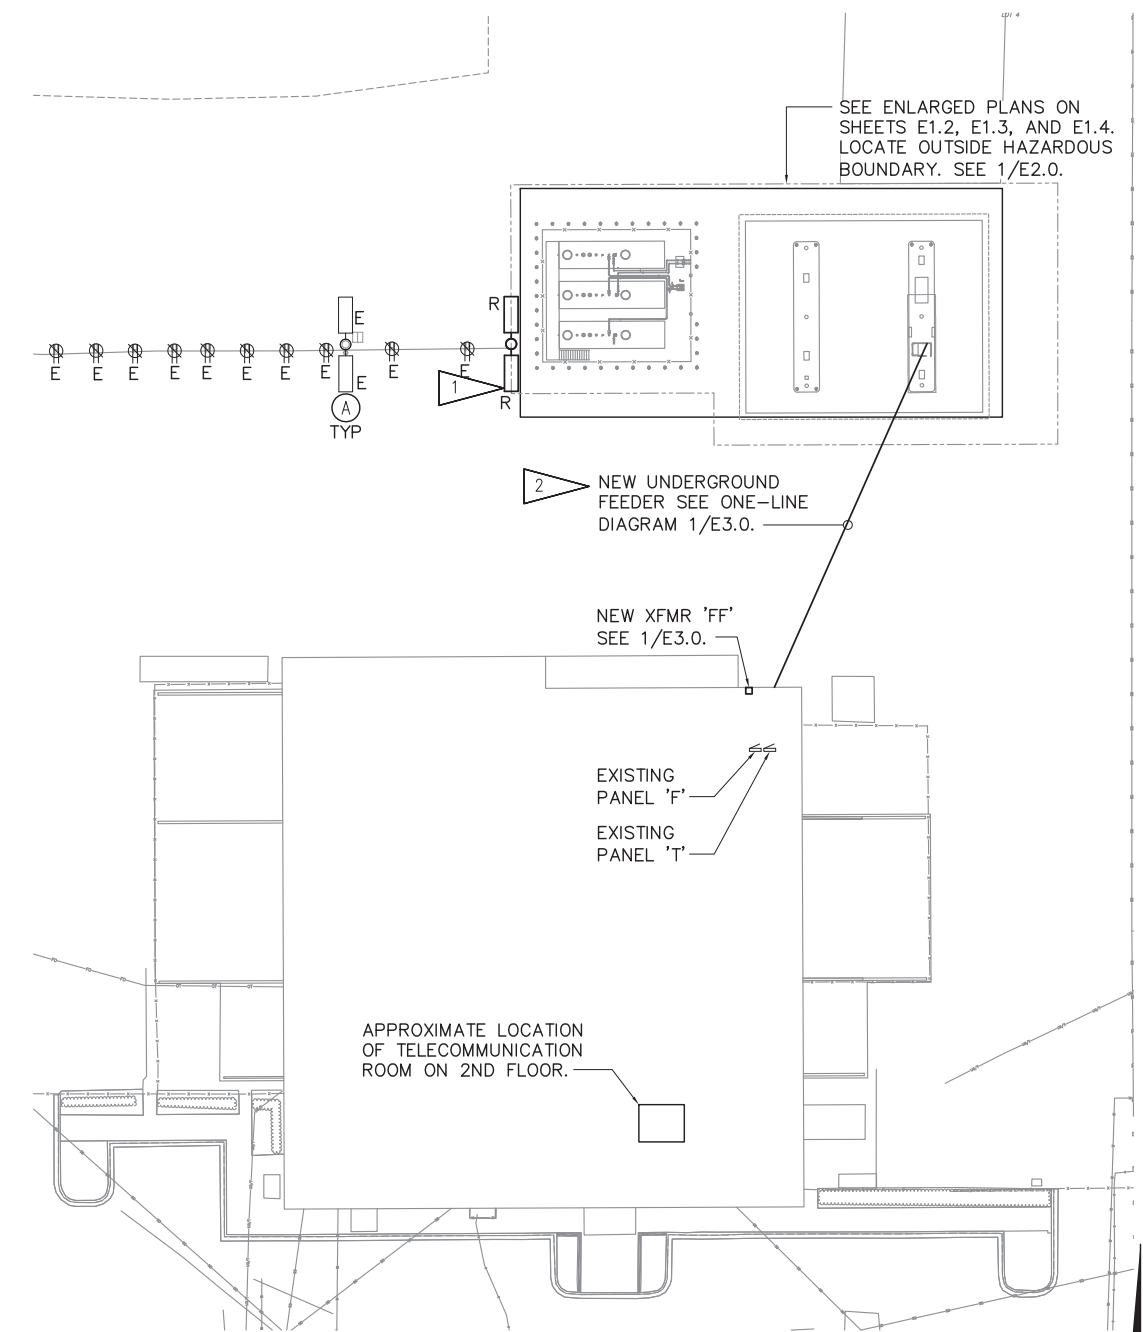 LOT 4
SEE ENLARGED PLANS ON
SHEETS E1.2, E1.3, AND E1.4.
LOCATE OUTSIDE HAZARDOUS
BOUNDARY. SEE 1/E2.0.
R
E
E
E
E
E
E
E
E
E
E
E
1
R
A
TYP
2
NEW UNDERGROUND
FEEDER SEE ONE-LINE
DIAGRAM 1/E3.0.
NEW XFMR 'FF'
SEE 1/E3.0.
EXISTING
PANEL 'F'
EXISTING
PANEL 'T'
APPROXIMATE LOCATION
OF TELECOMMUNICATION
ROOM ON 2ND FLOOR.